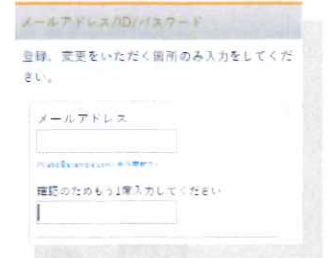 メールアドレス/ID/パスワード
登録、変更をいただく箇所のみ入力をしてくだ
さい。
メールアドレス
確認のためもう1度入力してください